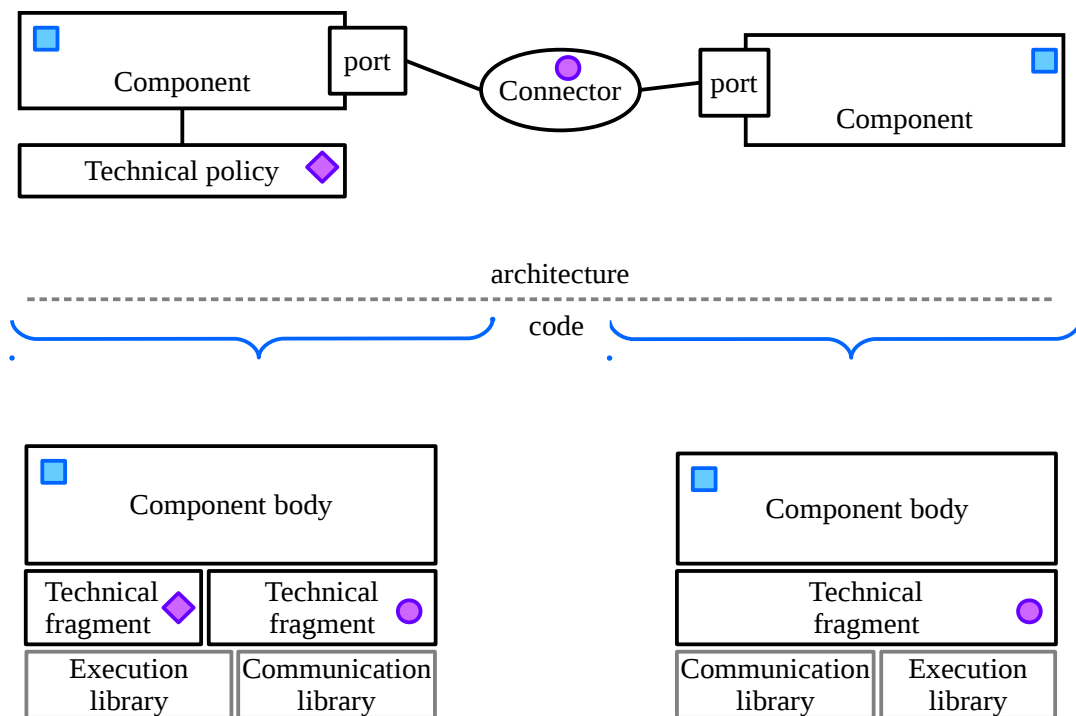 port
Connector
port
Component
Component
Technical policy
architecture
code
Component body
Component body
Technical
fragment
Technical
fragment
Technical
fragment
Execution
library
Communication
library
Communication
library
Execution
library